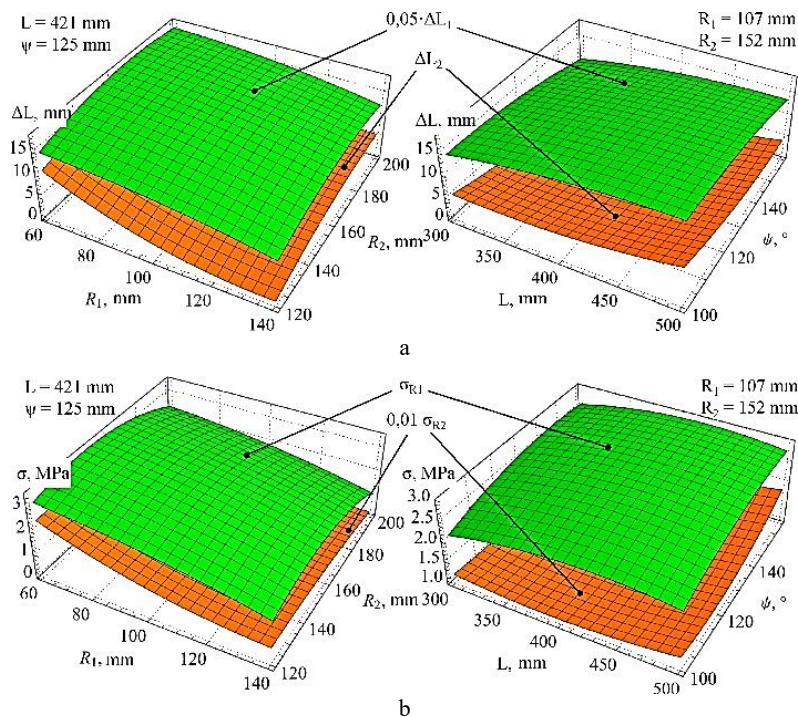 L = 421 mm
ψ = 125 mm
0,05·ΔL₁
ΔL₂
R₁ = 107 mm
R₂ = 152 mm
ΔL, mm
15
10
5
0
60
80
100
120
140
R₁, mm
120
140
160
180
200
R₂, mm
ΔL, mm
15
10
5
0
300
350
400
450
500
L, mm
100
120
140
ψ, °
a
L = 421 mm
ψ = 125 mm
σR1
0,01 σR2
R₁ = 107 mm
R₂ = 152 mm
σ, MPa
3
2
1
0
60
80
100
120
140
R₁, mm
120
140
160
180
200
R₂, mm
σ, MPa
3.0
2.5
2.0
1.5
1.0
300
350
400
450
500
L, mm
100
120
140
ψ, °
b